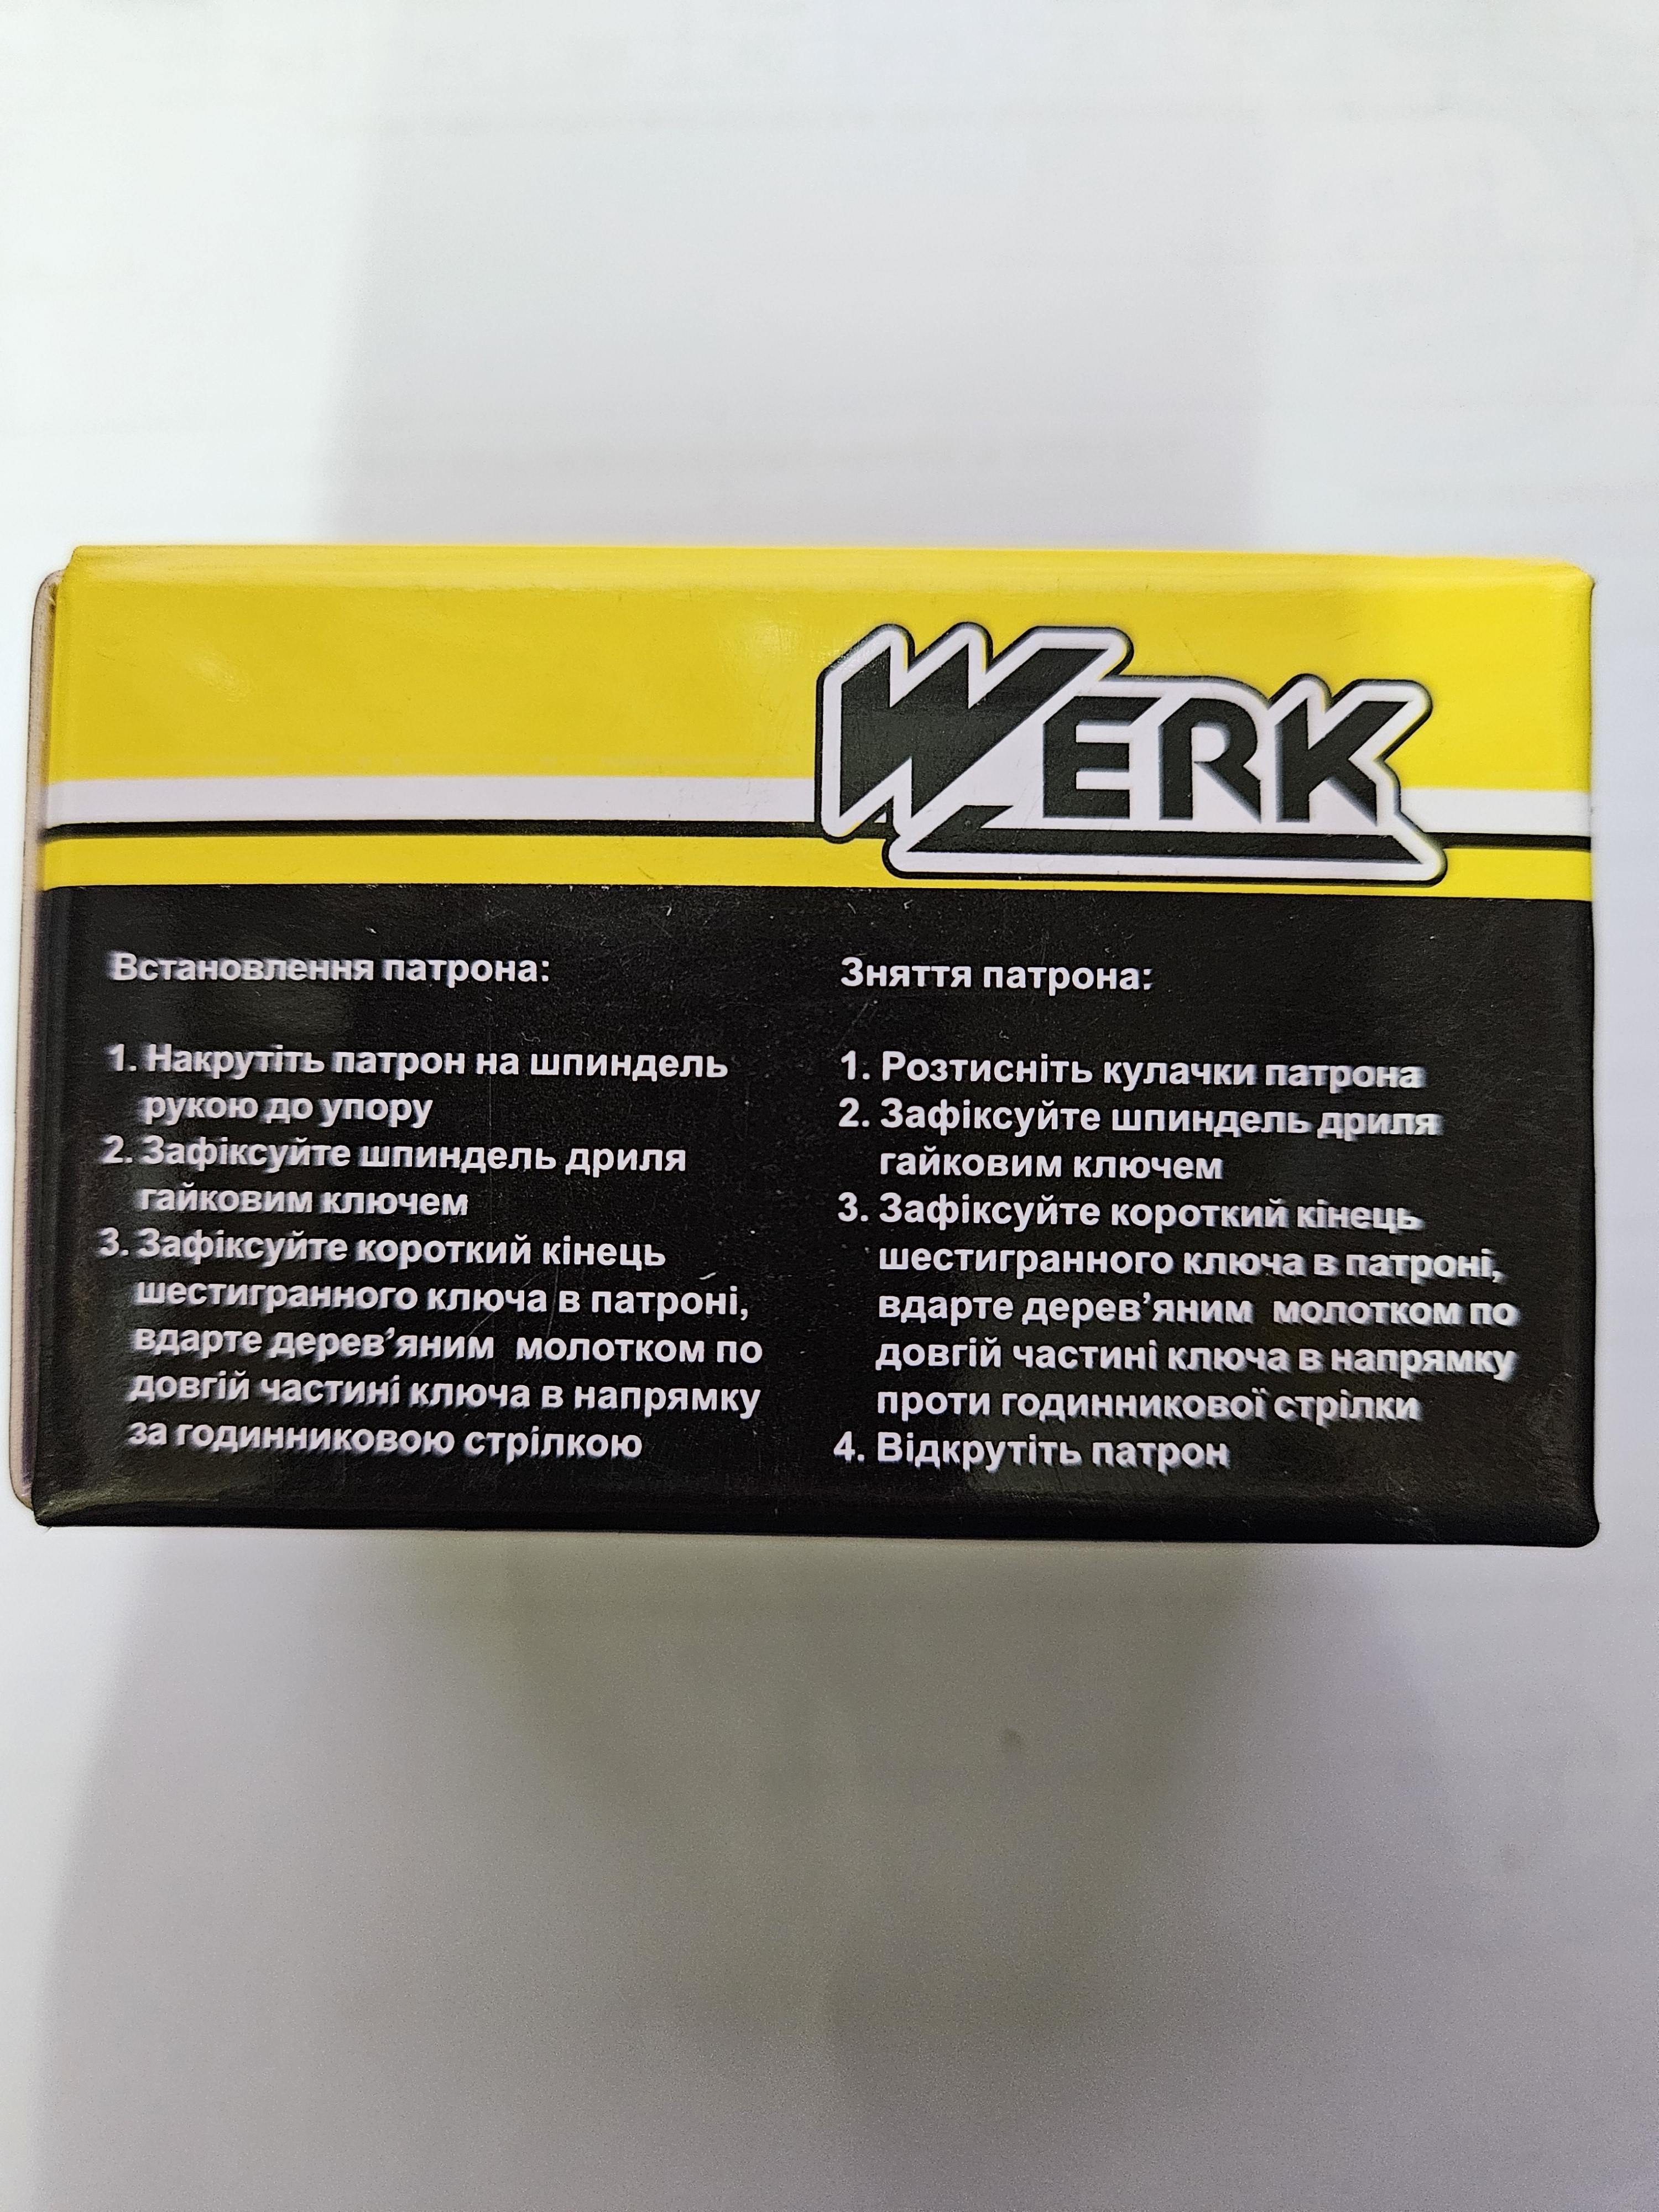 WERK
Встановлення патрона:
1. Накрутіть патрон на шпиндель
рукою до упору
2. Зафіксуйте шпиндель дриля
гайковим ключем
3. Зафіксуйте короткий кінець
шестигранного ключа в патроні,
вдарте дерев’яним молотком по
довгій частині ключа в напрямку
за годинниковою стрілкою
Зняття патрона:
1. Розтисніть кулачки патрона
2. Зафіксуйте шпиндель дриля
гайковим ключем
3. Зафіксуйте короткий кінець
шестигранного ключа в патроні,
вдарте дерев’яним молотком по
довгій частині ключа в напрямку
проти годинникової стрілки
4. Відкрутіть патрон